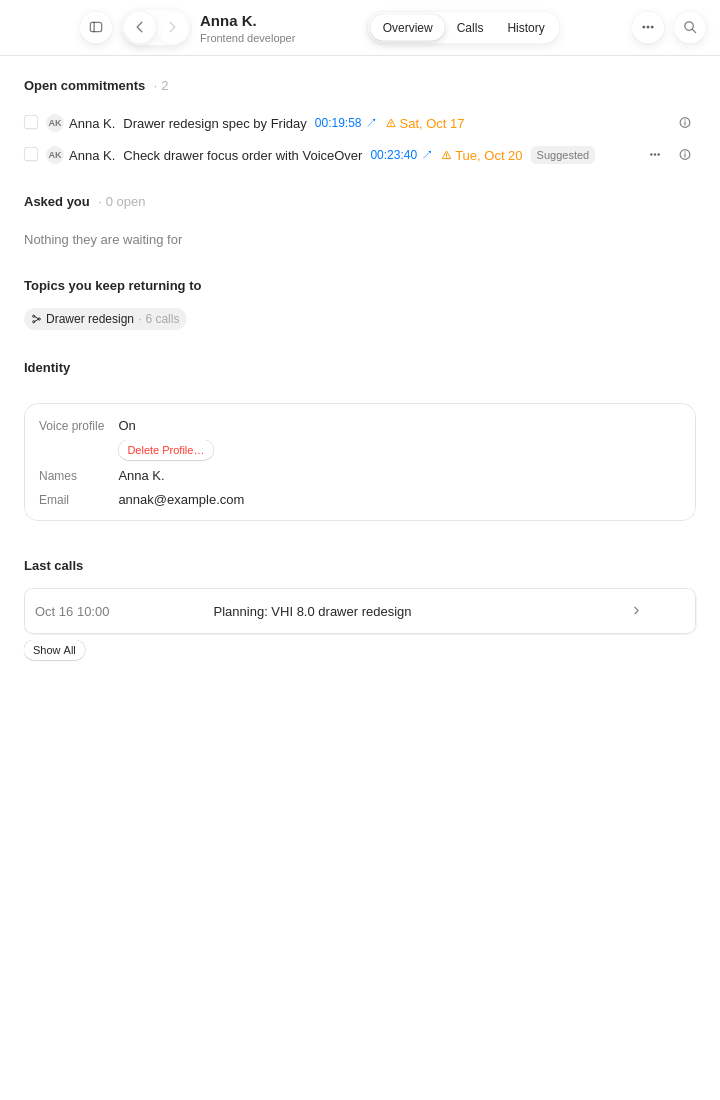 Anna K.
Frontend developer
Overview Calls History
Open commitments · 2
AK Anna K. Drawer redesign spec by Friday 00:19:58 ↗ Sat, Oct 17
AK Anna K. Check drawer focus order with VoiceOver 00:23:40 ↗ Tue, Oct 20 Suggested
Asked you · 0 open
Nothing they are waiting for
Topics you keep returning to
Drawer redesign · 6 calls
Identity
Voice profile On
Delete Profile…
Names Anna K.
Email annak@example.com
Last calls
Oct 16 10:00 Planning: VHI 8.0 drawer redesign
Show All